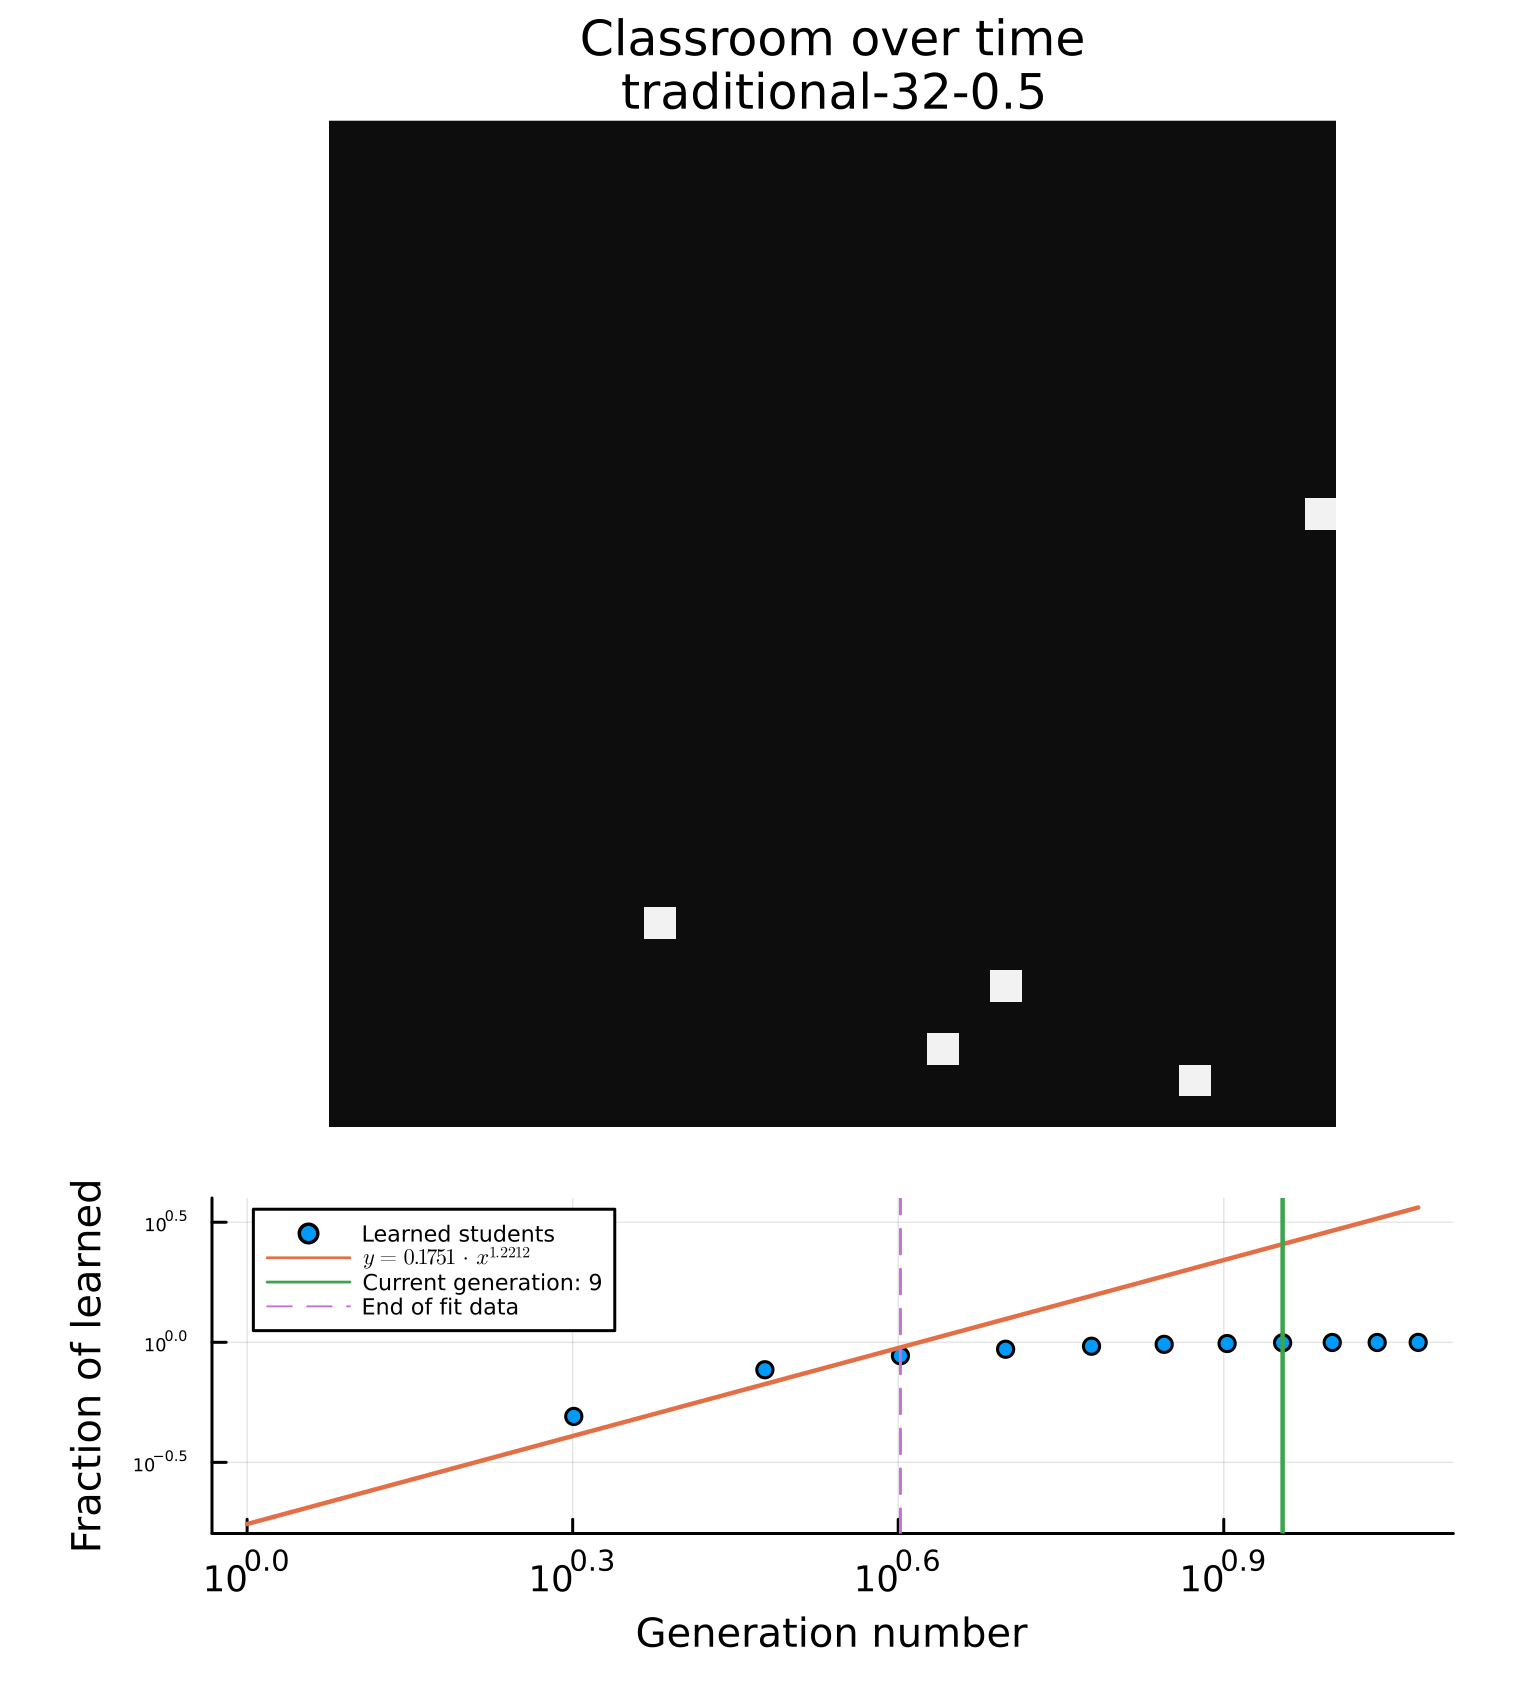 Classroom over time
traditional-32-0.5
Fraction of learned
10^0.5
10^0.0
10^−0.5
Learned students
y = 0.1751 · x^1.2212
Current generation: 9
End of fit data
10^0.0 10^0.3 10^0.6 10^0.9
Generation number